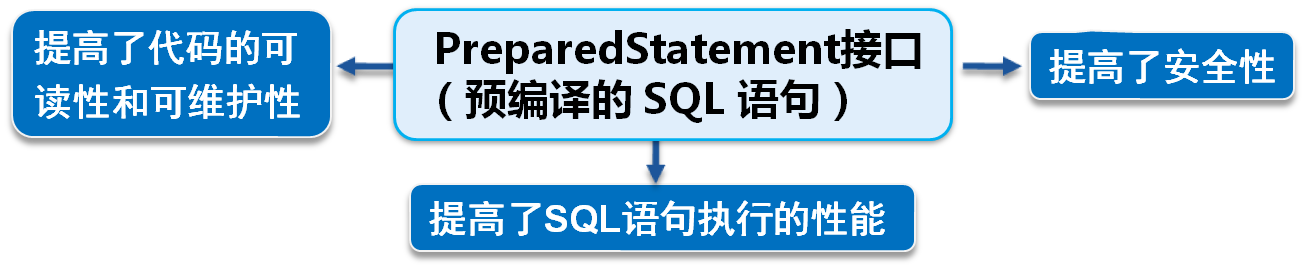 提高了代码的可
读性和可维护性
PreparedStatement接口
（预编译的 SQL 语句）
提高了安全性
提高了SQL语句执行的性能